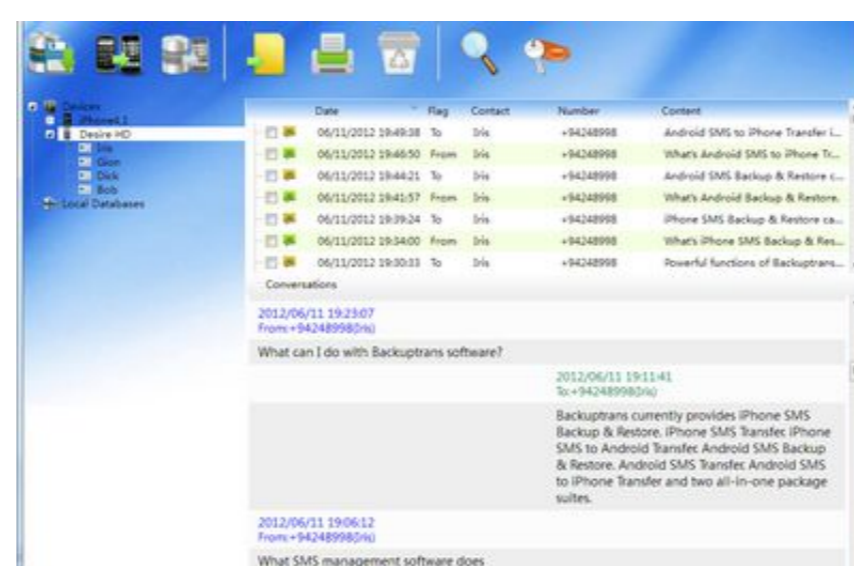 Devices
iPhone4.1
Desire HD
Iris
Gion
Dick
Bob
Local Databases
Date Flag Contact Number Content
06/11/2012 19:49:38 To Iris +94248998 Android SMS to iPhone Transfer i...
06/11/2012 19:46:50 From Iris +94248998 What's Android SMS to iPhone Tr...
06/11/2012 19:44:21 To Iris +94248998 Android SMS Backup & Restore c...
06/11/2012 19:41:57 From Iris +94248998 What's Android Backup & Restore.
06/11/2012 19:39:24 To Iris +94248998 iPhone SMS Backup & Restore ca...
06/11/2012 19:34:00 From Iris +94248998 What's iPhone SMS Backup & Res...
06/11/2012 19:30:33 To Iris +94248998 Powerful functions of Backuptrans...
Conversations
2012/06/11 19:23:07
From:+94248998(Iris)
What can I do with Backuptrans software?
2012/06/11 19:11:41
To:+94248998(Iris)
Backuptrans currently provides iPhone SMS
Backup & Restore. iPhone SMS Transfer. iPhone
SMS to Android Transfer. Android SMS Backup
& Restore. Android SMS Transfer. Android SMS
to iPhone Transfer and two all-in-one package
suites.
2012/06/11 19:06:12
From:+94248998(Iris)
What SMS management software does